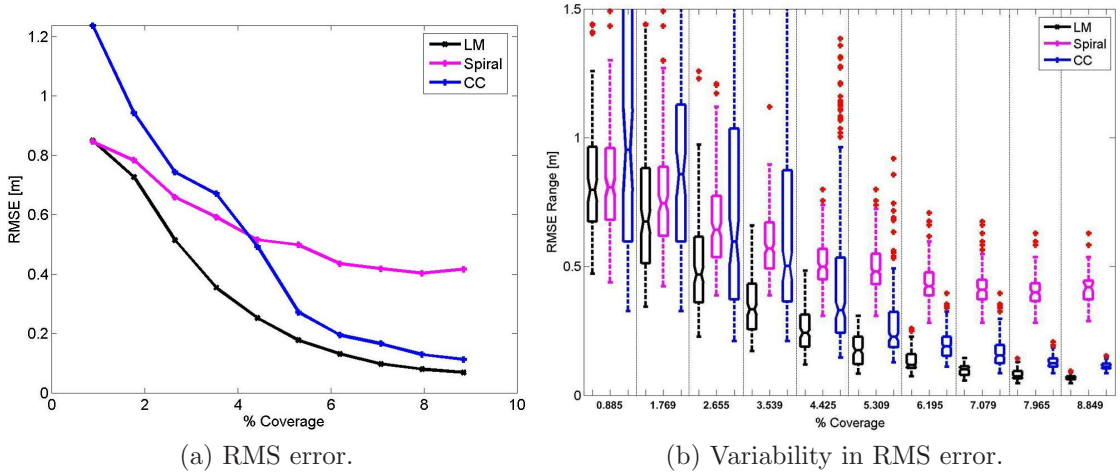 1.2
1
0.8
0.6
0.4
0.2
0
0 2 4 6 8 10
RMSE [m]
% Coverage
LM
Spiral
CC
(a) RMS error.
1.5
1
0.5
0
0.885 1.769 2.655 3.539 4.425 5.309 6.195 7.079 7.965 8.849
RMSE Range [m]
% Coverage
LM
Spiral
CC
(b) Variability in RMS error.